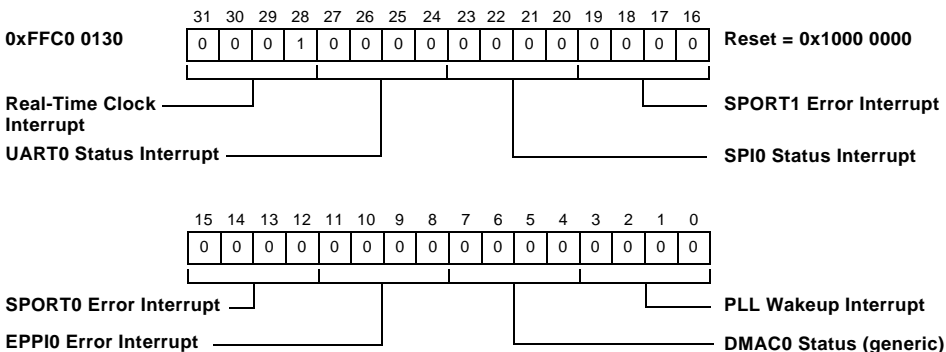 31 30 29 28 27 26 25 24 23 22 21 20 19 18 17 16
0xFFC0 0130 0 0 0 1 0 0 0 0 0 0 0 0 0 0 0 0 Reset = 0x1000 0000
Real-Time Clock
Interrupt
SPORT1 Error Interrupt
UART0 Status Interrupt
SPI0 Status Interrupt
15 14 13 12 11 10 9 8 7 6 5 4 3 2 1 0
0 0 0 0 0 0 0 0 0 0 0 0 0 0 0 0
SPORT0 Error Interrupt
PLL Wakeup Interrupt
EPPI0 Error Interrupt
DMAC0 Status (generic)